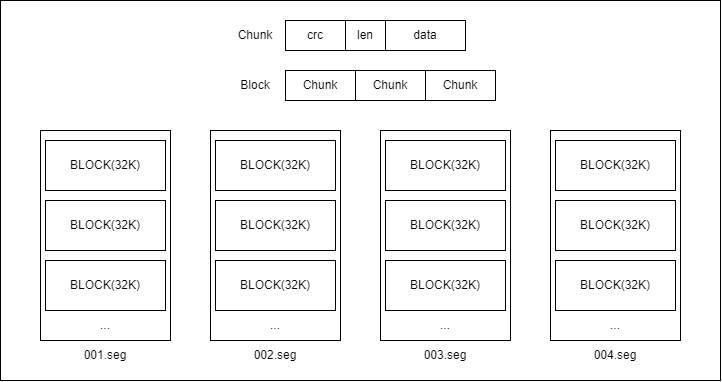 Chunk crc len data
Block Chunk Chunk Chunk
BLOCK(32K) BLOCK(32K) BLOCK(32K) BLOCK(32K)
BLOCK(32K) BLOCK(32K) BLOCK(32K) BLOCK(32K)
BLOCK(32K) BLOCK(32K) BLOCK(32K) BLOCK(32K)
... ... ... ...
001.seg 002.seg 003.seg 004.seg